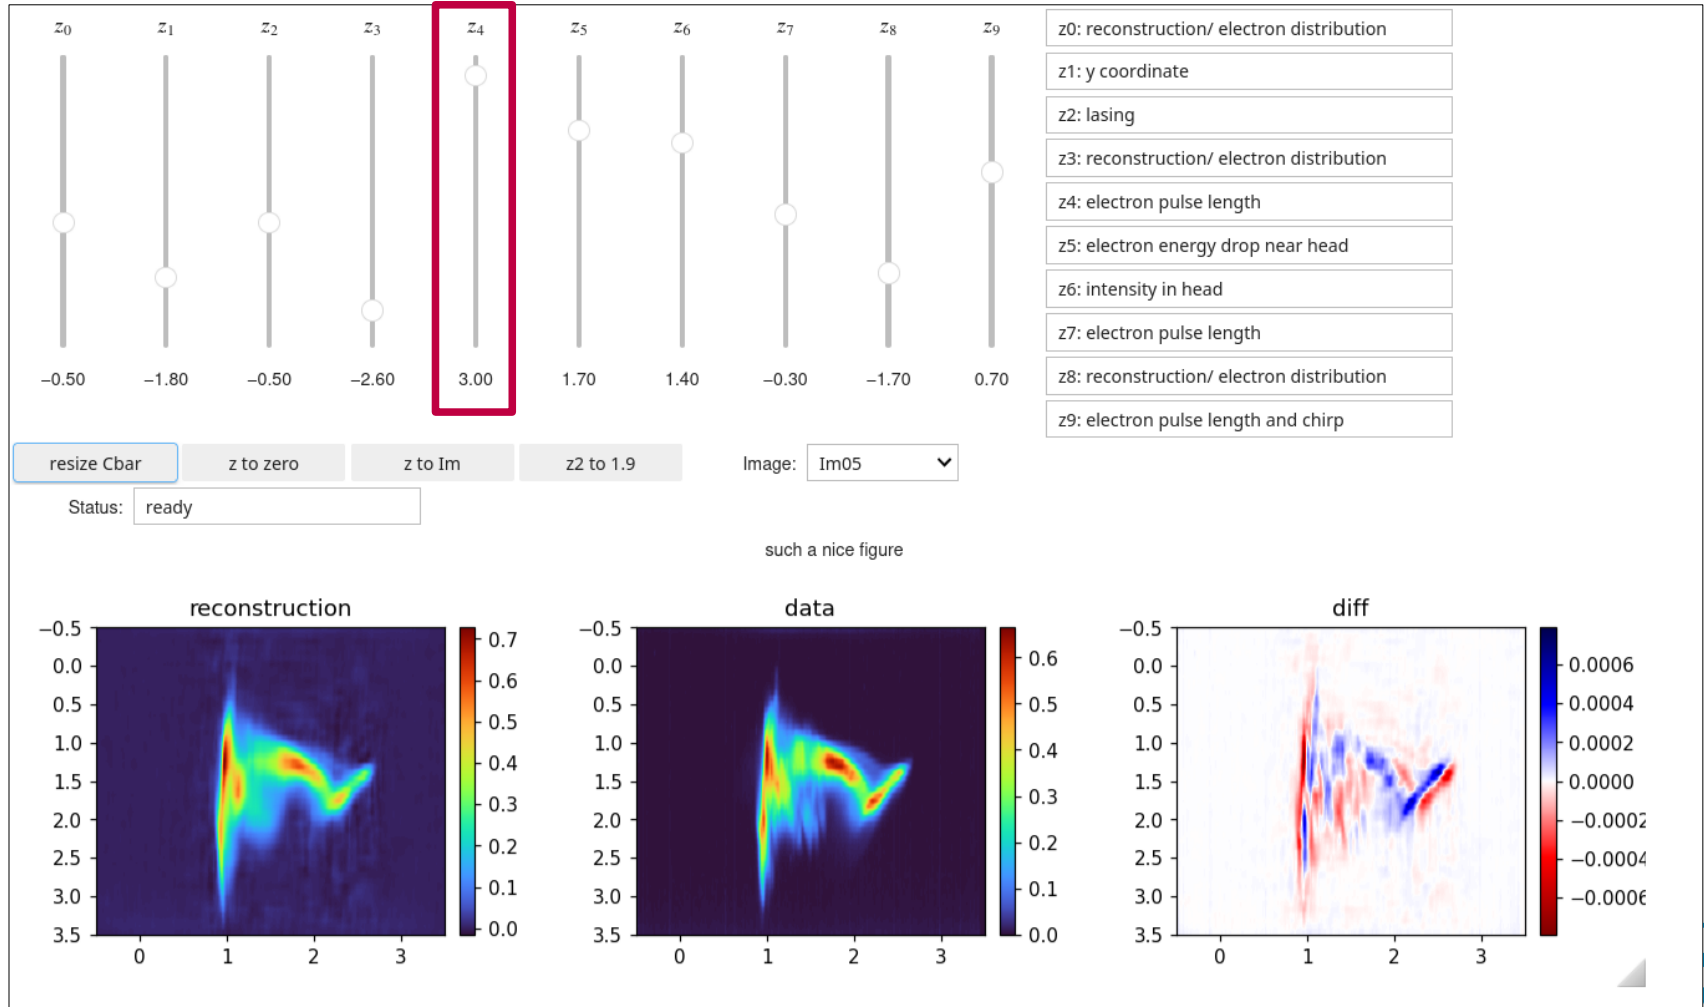 z0 z1 z2 z3 z4 z5 z6 z7 z8 z9
−0.50 −1.80 −0.50 −2.60 3.00 1.70 1.40 −0.30 −1.70 0.70
z0: reconstruction/ electron distribution
z1: y coordinate
z2: lasing
z3: reconstruction/ electron distribution
z4: electron pulse length
z5: electron energy drop near head
z6: intensity in head
z7: electron pulse length
z8: reconstruction/ electron distribution
z9: electron pulse length and chirp
resize Cbar z to zero z to Im z2 to 1.9 Image: Im05
Status: ready
such a nice figure
reconstruction
−0.5
0.0
0.5
1.0
1.5
2.0
2.5
3.0
3.5
0 1 2 3
0.7
0.6
0.5
0.4
0.3
0.2
0.1
0.0
data
−0.5
0.0
0.5
1.0
1.5
2.0
2.5
3.0
3.5
0 1 2 3
0.6
0.5
0.4
0.3
0.2
0.1
0.0
diff
−0.5
0.0
0.5
1.0
1.5
2.0
2.5
3.0
3.5
0 1 2 3
0.0006
0.0004
0.0002
0.0000
−0.0002
−0.0004
−0.0006